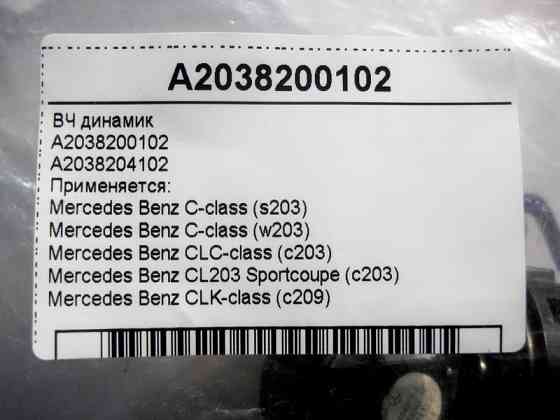 A2038200102
ВЧ динамик
A2038200102
A2038204102
Применяется:
Mercedes Benz C-class (s203)
Mercedes Benz C-class (w203)
Mercedes Benz CLC-class (c203)
Mercedes Benz CL203 Sportcoupe (c203)
Mercedes Benz CLK-class (c209)